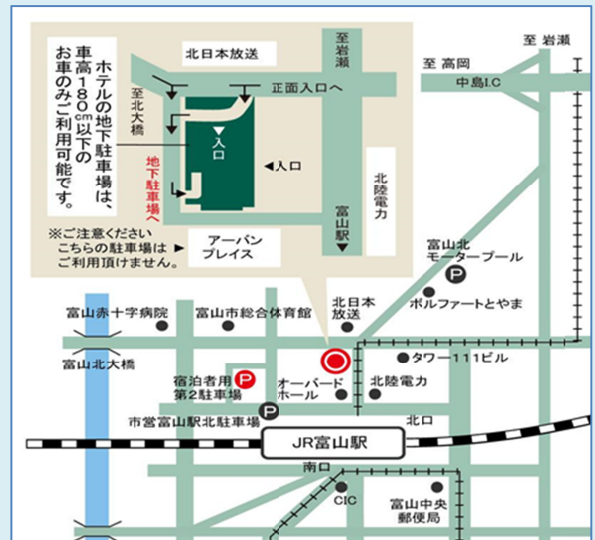 北日本放送
至岩瀬
正面入口へ
至北大橋
入口
入口
ホテルの地下駐車場は、
車高180cm以下の
お車のみご利用可能です。
地下駐車場へ
北陸電力
富山駅
※ご注意ください
こちらの駐車場は
ご利用頂けません。
アーバン
プレイス
至 岩瀬
至 高岡
中島I.C
富山北
モータープール
P
ボルファートとやま
北日本
放送
富山赤十字病院
富山市総合体育館
富山北大橋
タワー111ビル
宿泊者用
第2駐車場
P
オーバード
ホール
北陸電力
市営富山駅北駐車場
P
北口
JR富山駅
南口
CIC
富山中央
郵便局